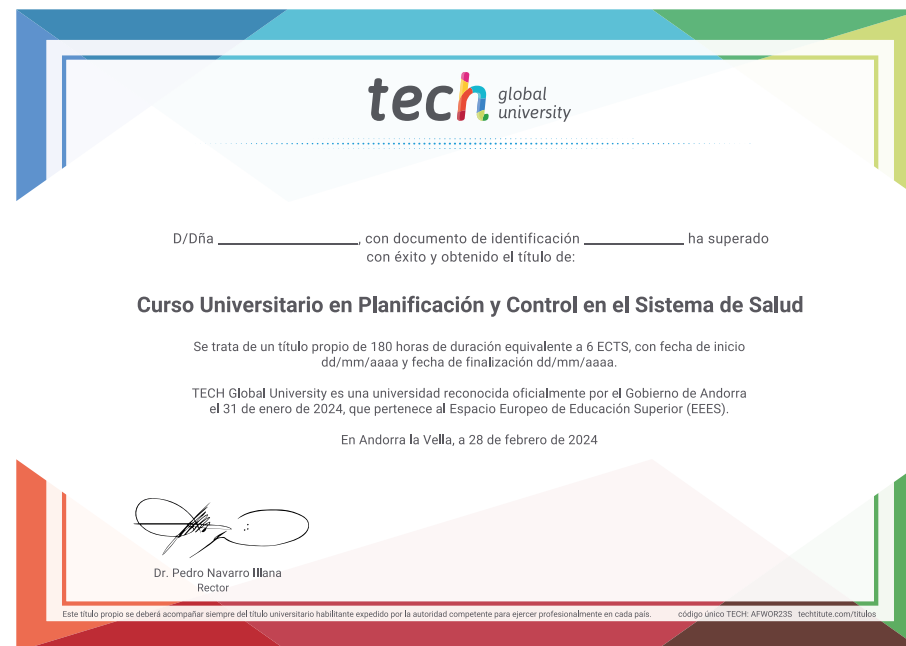 tech global
university
D/Dña ____________________, con documento de identificación ______________ ha superado
con éxito y obtenido el título de:
Curso Universitario en Planificación y Control en el Sistema de Salud
Se trata de un título propio de 180 horas de duración equivalente a 6 ECTS, con fecha de inicio
dd/mm/aaaa y fecha de finalización dd/mm/aaaa.
TECH Global University es una universidad reconocida oficialmente por el Gobierno de Andorra
el 31 de enero de 2024, que pertenece al Espacio Europeo de Educación Superior (EEES).
En Andorra la Vella, a 28 de febrero de 2024
Dr. Pedro Navarro Illana
Rector
Este título propio se deberá acompañar siempre del título universitario habilitante expedido por la autoridad competente para ejercer profesionalmente en cada país. código único TECH: AFWOR23S techtitute.com/titulos